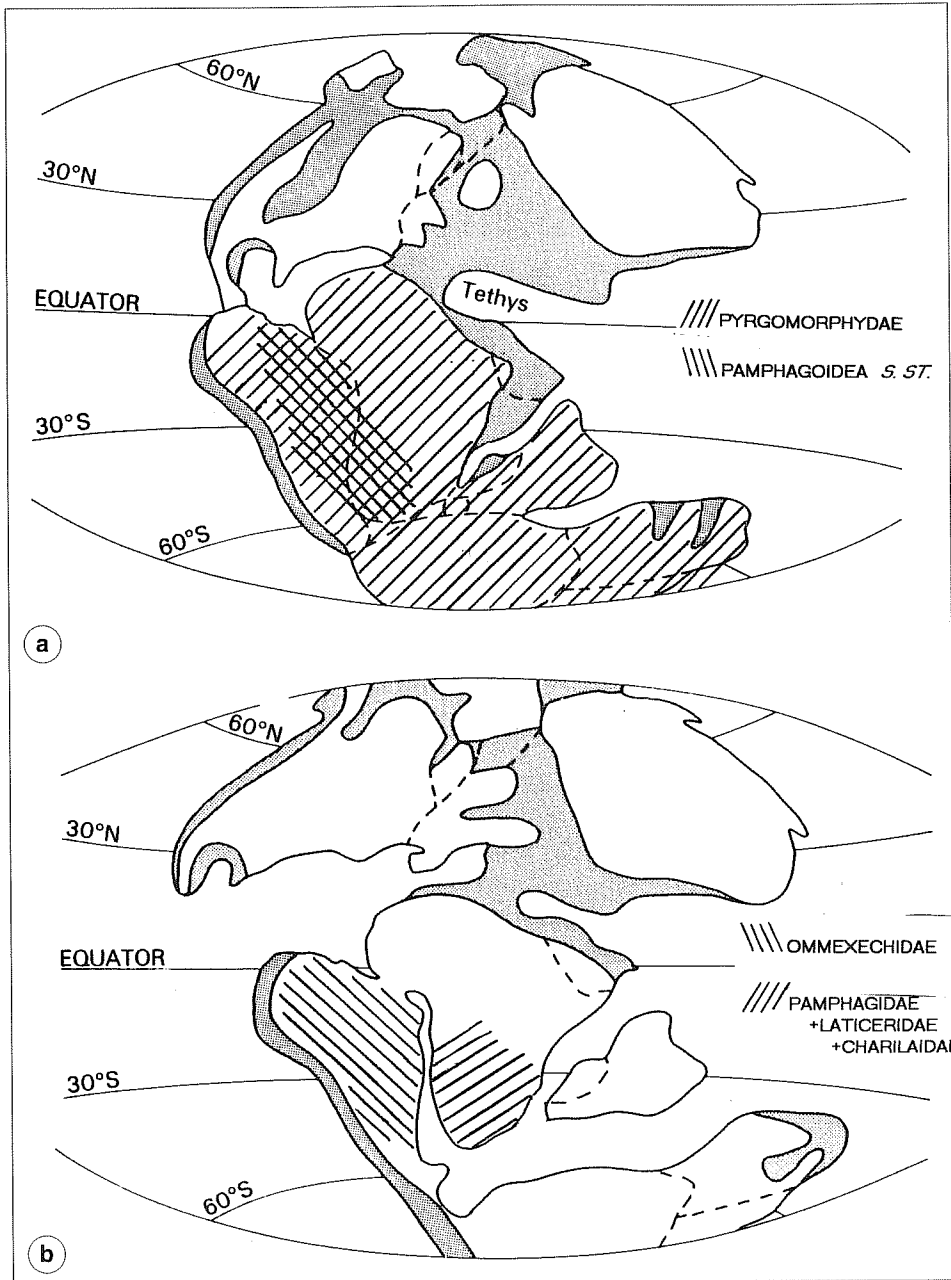 60°N
30°N
EQUATOR
Tethys
PYRGOMORPHYDAE
PAMPHAGOIDEA S. ST.
30°S
60°S
a
60°N
30°N
EQUATOR
OMMEXECHIDAE
PAMPHAGIDAE
+LATICERIDAE
+CHARILAIDAE
30°S
60°S
b